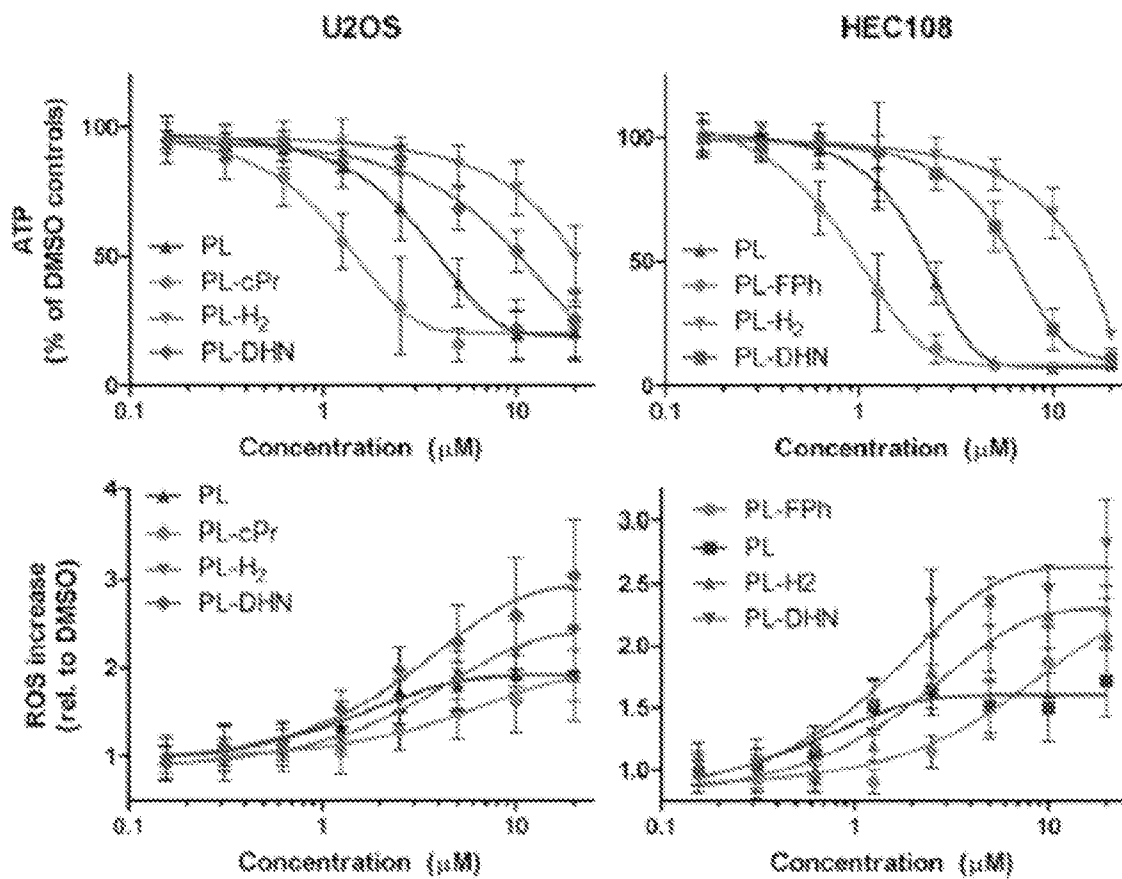 U2OS
HEC108
ATP
(% of DMSO controls)
100
50
0
PL
PL-cPr
PL-H₂
PL-DHN
0.1
1
10
Concentration (μM)
100
50
0
PL
PL-FPh
PL-H₂
PL-DHN
0.1
1
10
Concentration (μM)
ROS increase
(rel. to DMSO)
4
3
2
1
PL
PL-cPr
PL-H₂
PL-DHN
0.1
1
10
Concentration (μM)
3.0
2.5
2.0
1.5
1.0
PL-FPh
PL
PL-H2
PL-DHN
0.1
1
10
Concentration (μM)